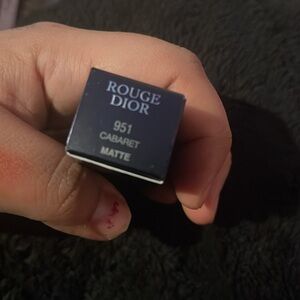 ROUGE
DIOR
951
CABARET
MATTE